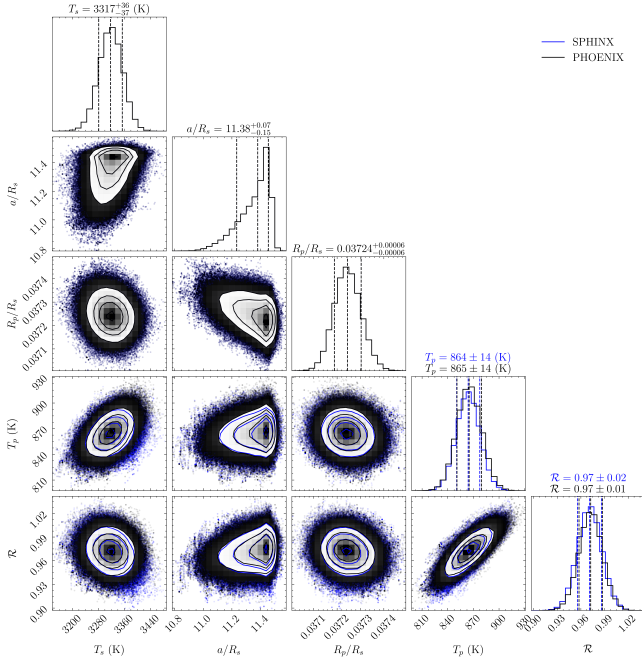 T_s = 3317^{+36}_{-37} (K)
SPHINX
PHOENIX
a/R_s = 11.38^{+0.07}_{-0.15}
a/R_s
11.4
11.2
11.0
10.8
R_p/R_s = 0.03724^{+0.00006}_{-0.00006}
R_p/R_s
0.0374
0.0373
0.0372
0.0371
T_p = 864 ± 14 (K)
T_p = 865 ± 14 (K)
T_p (K)
930
900
870
840
810
ℛ = 0.97 ± 0.02
ℛ = 0.97 ± 0.01
ℛ
1.02
0.99
0.96
0.93
0.90
3200 3280 3360 3440
10.8 11.0 11.2 11.4
0.0371 0.0372 0.0373 0.0374
810 840 870 900 930
0.90 0.93 0.96 0.99 1.02
T_s (K)
a/R_s
R_p/R_s
T_p (K)
ℛ